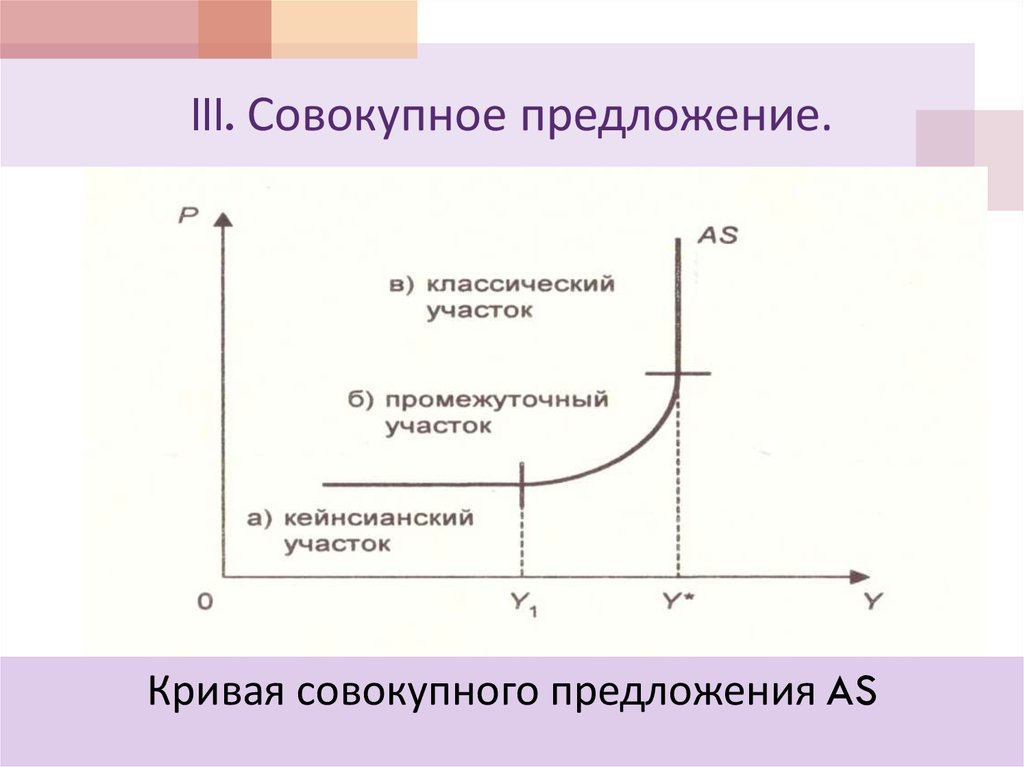 III. Совокупное предложение.
P
AS
в) классический
участок
б) промежуточный
участок
а) кейнсианский
участок
0
Y1
Y*
Y
Кривая совокупного предложения AS